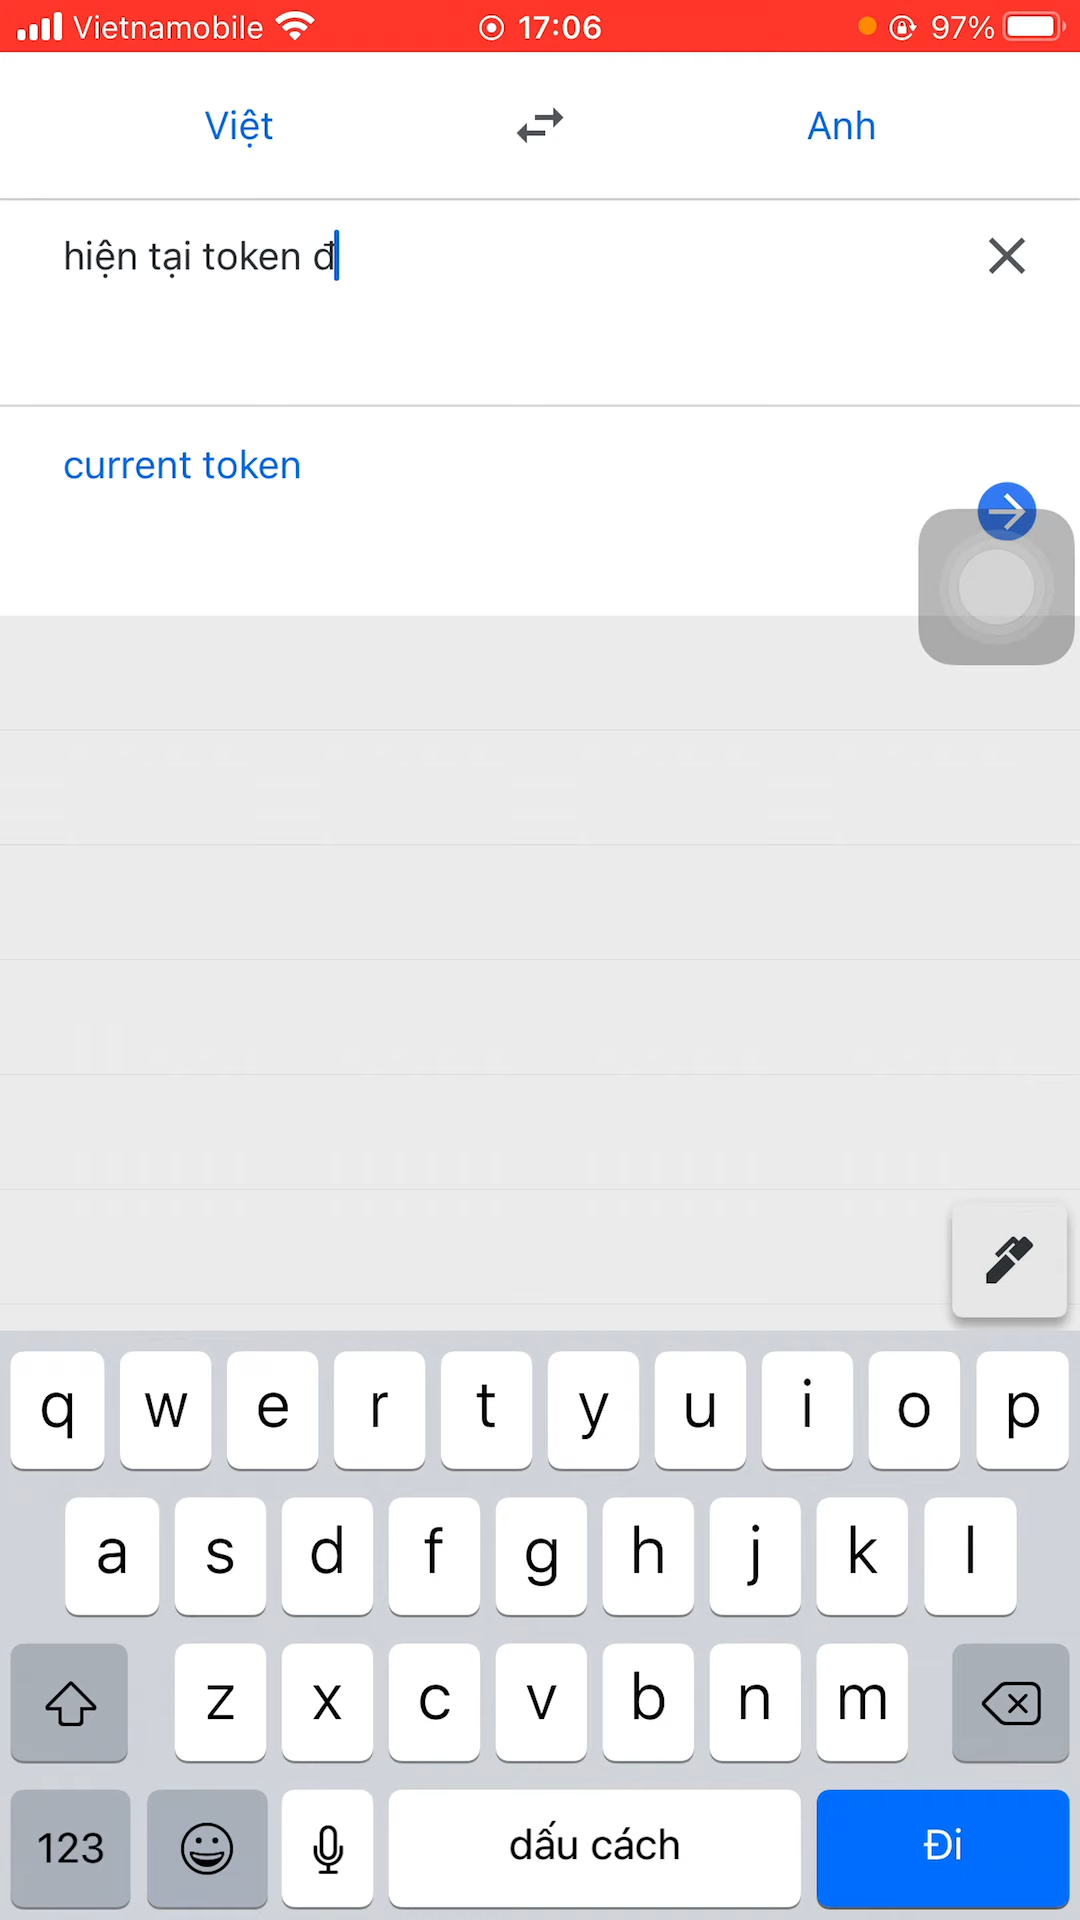 Vietnamobile 17:06 97%
Việt Anh
hiện tại token đ
current token
q w e r t y u i o p
a s d f g h j k l
z x c v b n m
123 dấu cách Đi